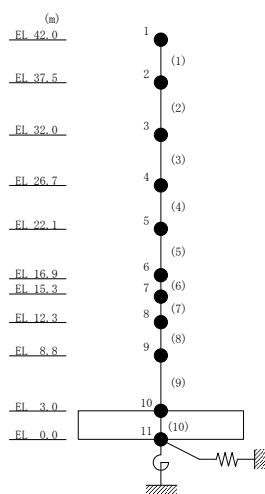 (m)
EL 42.0
1
(1)
EL 37.5
2
(2)
EL 32.0
3
(3)
EL 26.7
4
(4)
EL 22.1
5
(5)
EL 16.9
6
(6)
EL 15.3
7
(7)
EL 12.3
8
(8)
EL 8.8
9
(9)
EL 3.0
10
(10)
EL 0.0
11